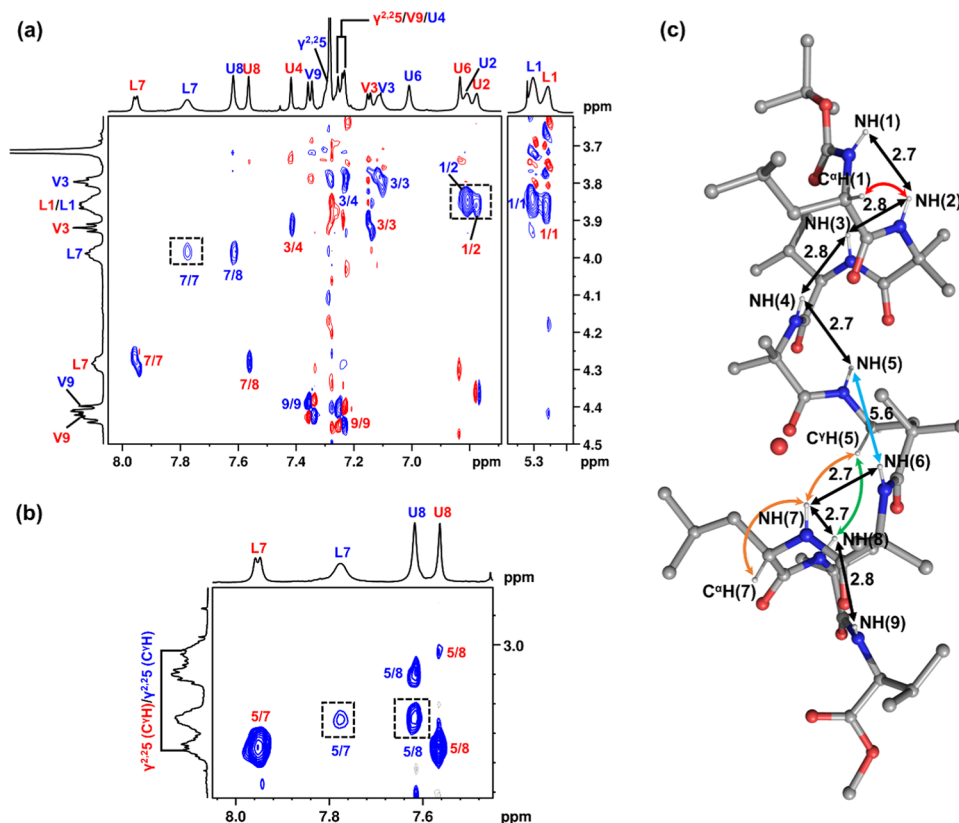 (a)
γ²,²5/V9/U4
γ²,²5
U8 U8 U4 V9
L7 L7 V3 V3 U6 U6 U2 U2 L1 L1
ppm
V3
L1/L1
V3
L7
L7
V9
V9
3/3 1/2 1/1
3/4
3/4 3/3 1/2 1/1
7/7 7/8
7/7 7/8
9/9 9/9
3.7
3.8
3.9
4.0
4.1
4.2
4.3
4.4
4.5
8.0 7.8 7.6 7.4 7.2 7.0 ppm 5.3 ppm
(b)
U8 U8
L7 L7
ppm
γ²,²5 (CᵞH)/γ²,²5 (CᵞH)
3.0
5/8 5/8
5/7
5/7 5/8 5/8
8.0 7.8 7.6 ppm
(c)
NH(1)
2.7
CᵅH(1)
2.8 NH(2)
NH(3)
2.8
NH(4)
2.7
NH(5)
5.6
CᵞH(5)
2.7 NH(6)
NH(7) 2.7
NH(8)
CᵅH(7) 2.8
NH(9)